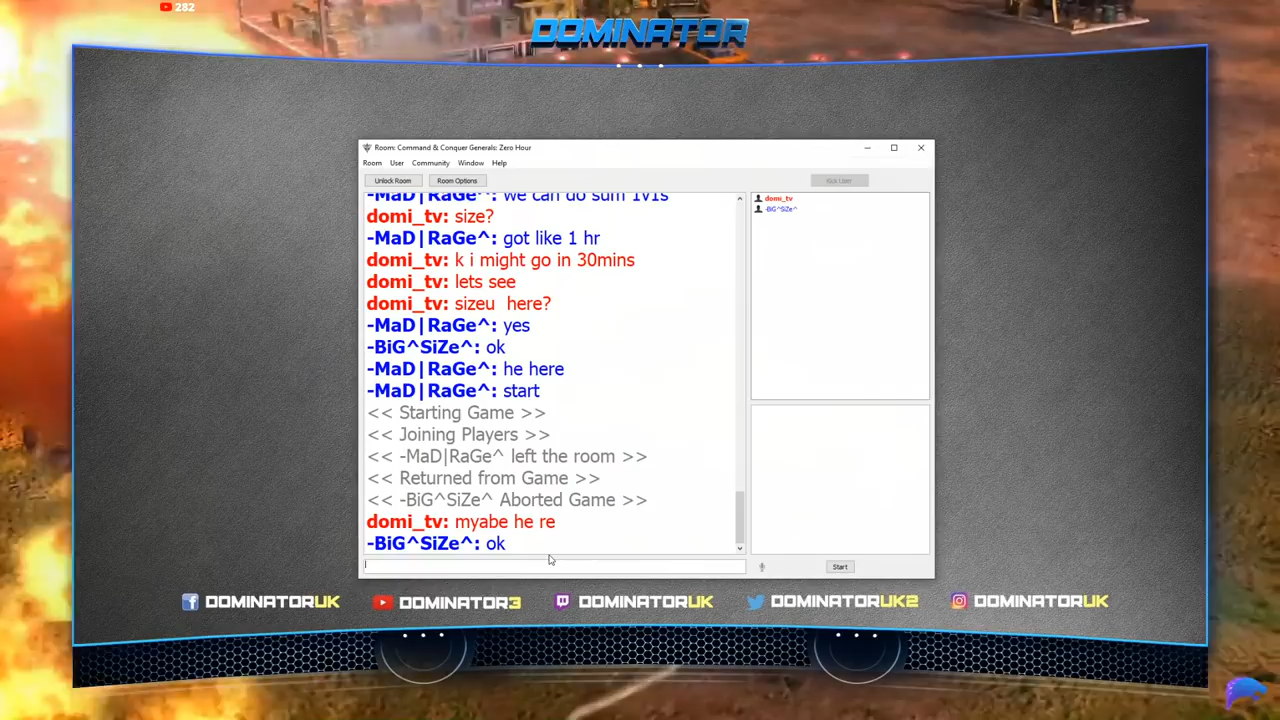 282
DOMINATOR
Room: Command & Conquer Generals: Zero Hour
Room User Community Window Help
Unlock Room Room Options Kick User
-MaD|RaGe^: we can do sum 1v1s
domi_tv: size?
-MaD|RaGe^: got like 1 hr
domi_tv: k i might go in 30mins
domi_tv: lets see
domi_tv: sizeu  here?
-MaD|RaGe^: yes
-BiG^SiZe^: ok
-MaD|RaGe^: he here
-MaD|RaGe^: start
<< Starting Game >>
<< Joining Players >>
<< -MaD|RaGe^ left the room >>
<< Returned from Game >>
<< -BiG^SiZe^ Aborted Game >>
domi_tv: myabe he re
-BiG^SiZe^: ok
domi_tv
-BiG^SiZe^
Start
DOMINATORUK DOMINATOR3 DOMINATORUK DOMINATORUK2 DOMINATORUK